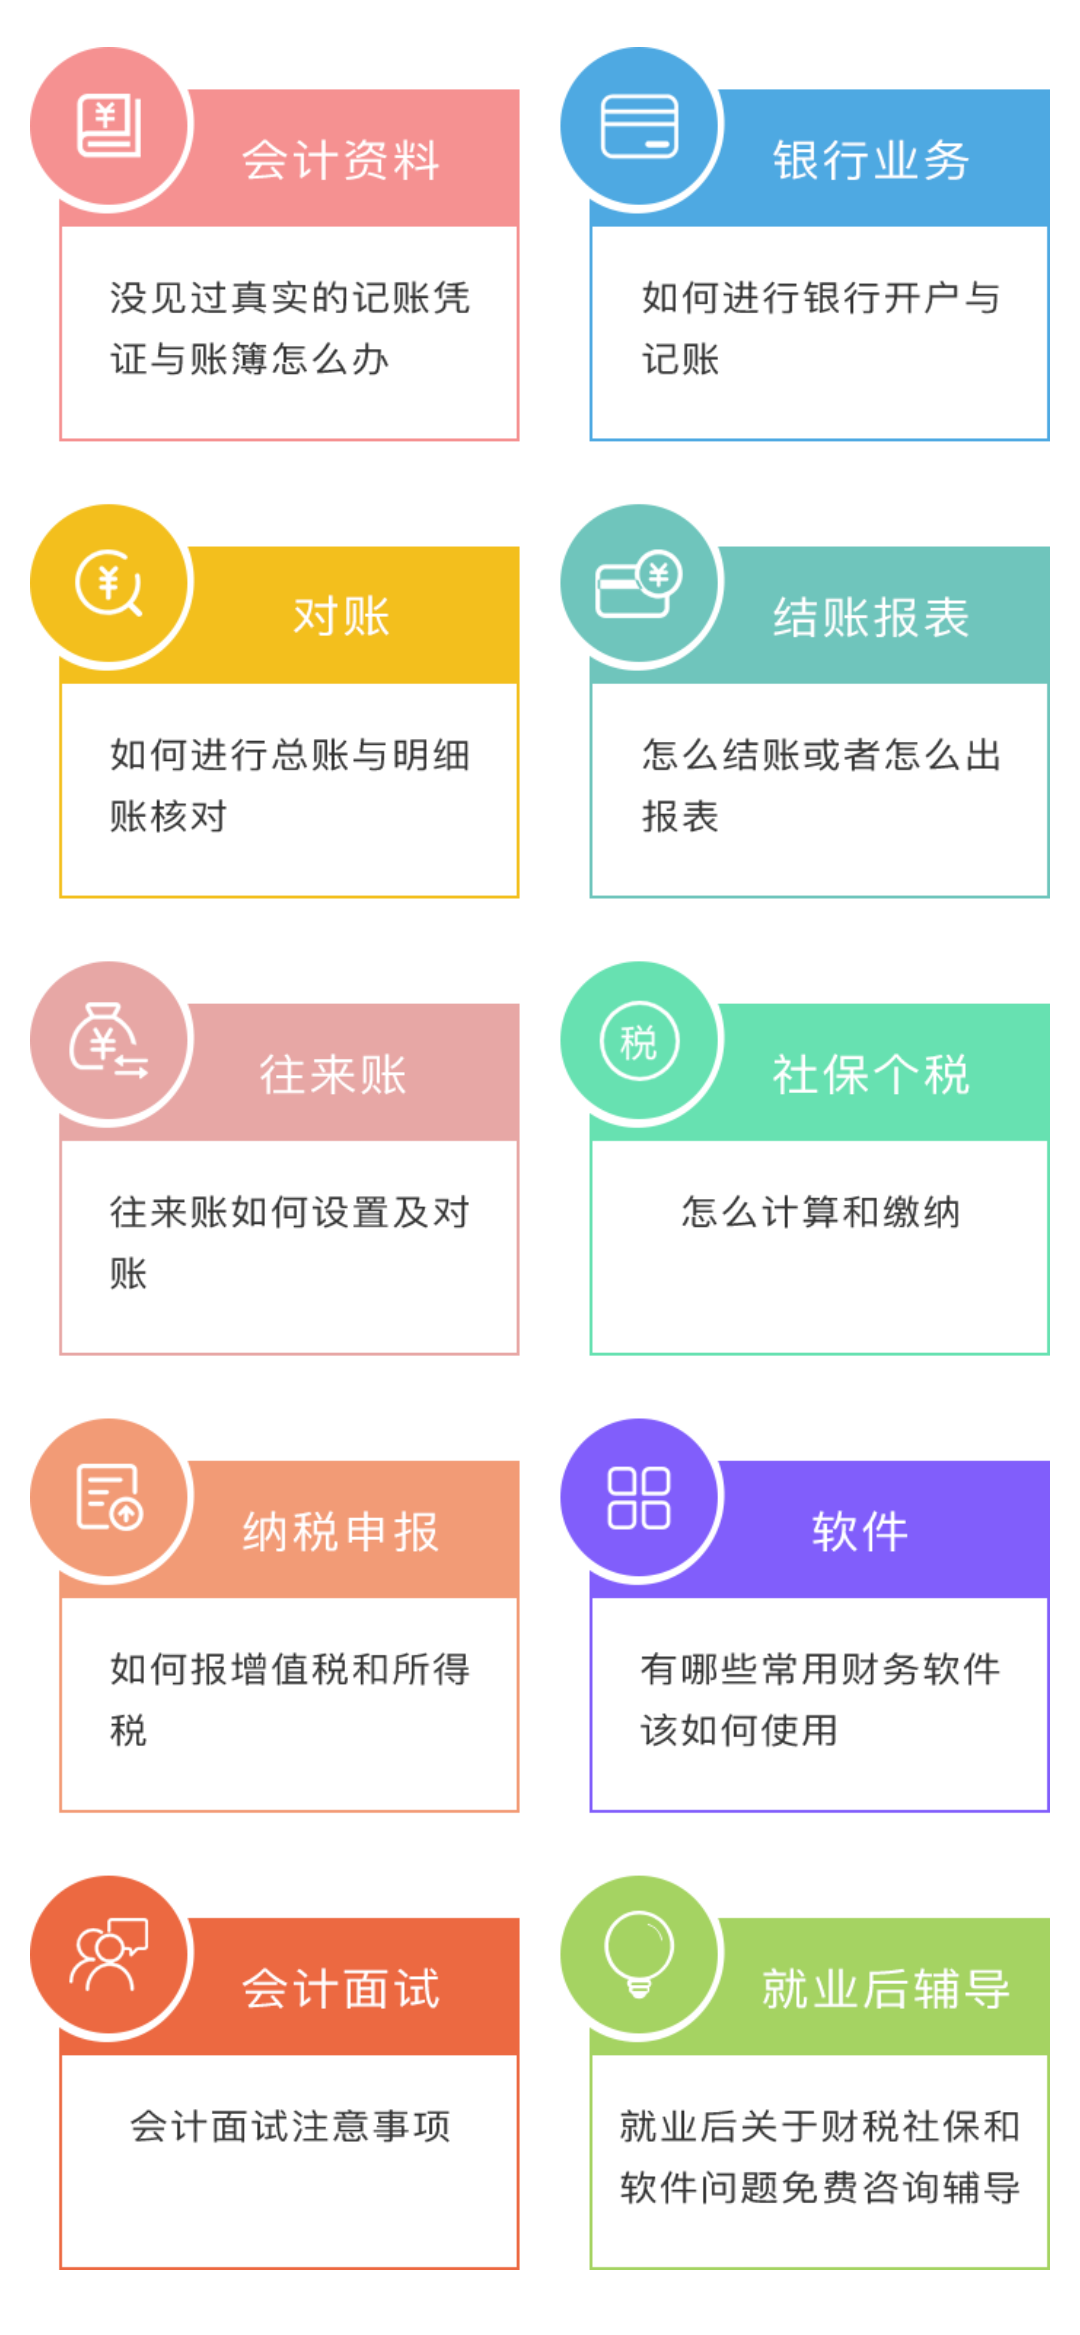 会计资料
没见过真实的记账凭
证与账簿怎么办
银行业务
如何进行银行开户与
记账
对账
如何进行总账与明细
账核对
结账报表
怎么结账或者怎么出
报表
往来账
往来账如何设置及对
账
税
社保个税
怎么计算和缴纳
纳税申报
如何报增值税和所得
税
软件
有哪些常用财务软件
该如何使用
会计面试
会计面试注意事项
就业后辅导
就业后关于财税社保和
软件问题免费咨询辅导